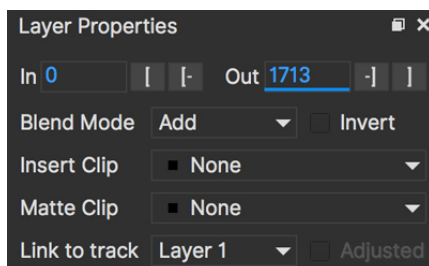 Layer Properties
In 0 [ [- Out 1713 -] ]
Blend Mode Add Invert
Insert Clip None
Matte Clip None
Link to track Layer 1 Adjusted